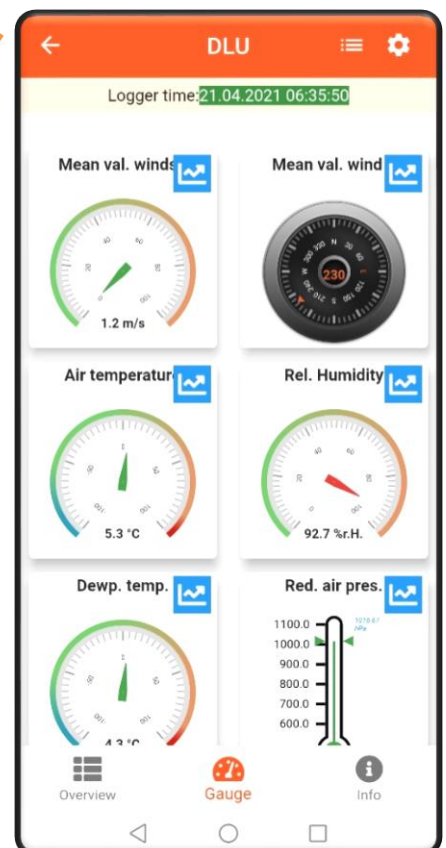 DLU
Logger time:21.04.2021 06:35:50
Mean val. winds
Mean val. wind
230
1.2 m/s
Air temperatur
Rel. Humidity
5.3 °C
92.7 %r.H.
Dewp. temp.
Red. air pres.
1100.0
1000.0
900.0
800.0
700.0
600.0
4.3 °C
Overview
Gauge
Info